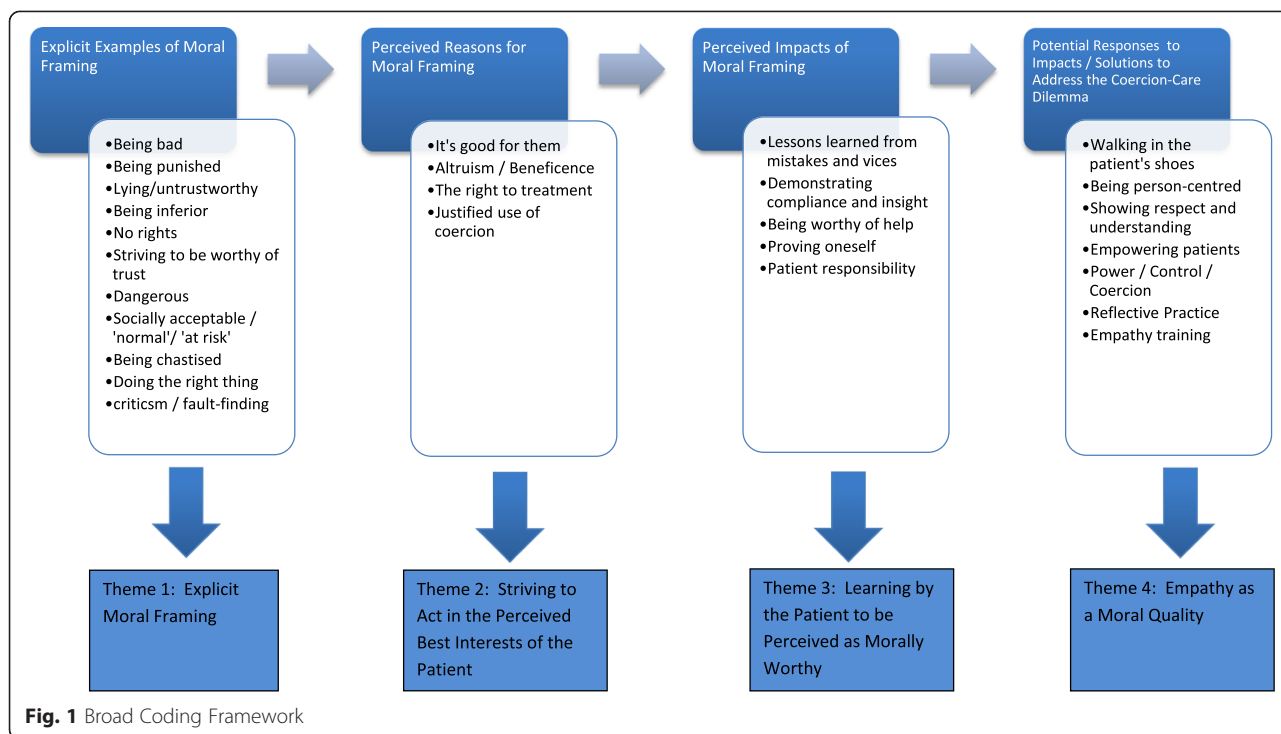 Explicit Examples of Moral
Framing
•Being bad
•Being punished
•Lying/untrustworthy
•Being inferior
•No rights
•Striving to be worthy of
trust
•Dangerous
•Socially acceptable /
'normal'/ 'at risk'
•Being chastised
•Doing the right thing
•criticsm / fault-finding
Perceived Reasons for
Moral Framing
•It's good for them
•Altruism / Beneficence
•The right to treatment
•Justified use of
coercion
Perceived Impacts of
Moral Framing
•Lessons learned from
mistakes and vices
•Demonstrating
compliance and insight
•Being worthy of help
•Proving oneself
•Patient responsibility
Potential Responses to
Impacts / Solutions to
Address the Coercion-Care
Dilemma
•Walking in the
patient's shoes
•Being person-centred
•Showing respect and
understanding
•Empowering patients
•Power / Control /
Coercion
•Reflective Practice
•Empathy training
Theme 1: Explicit
Moral Framing
Theme 2: Striving to
Act in the Perceived
Best Interests of the
Patient
Theme 3: Learning by
the Patient to be
Perceived as Morally
Worthy
Theme 4: Empathy as
a Moral Quality
Fig. 1 Broad Coding Framework